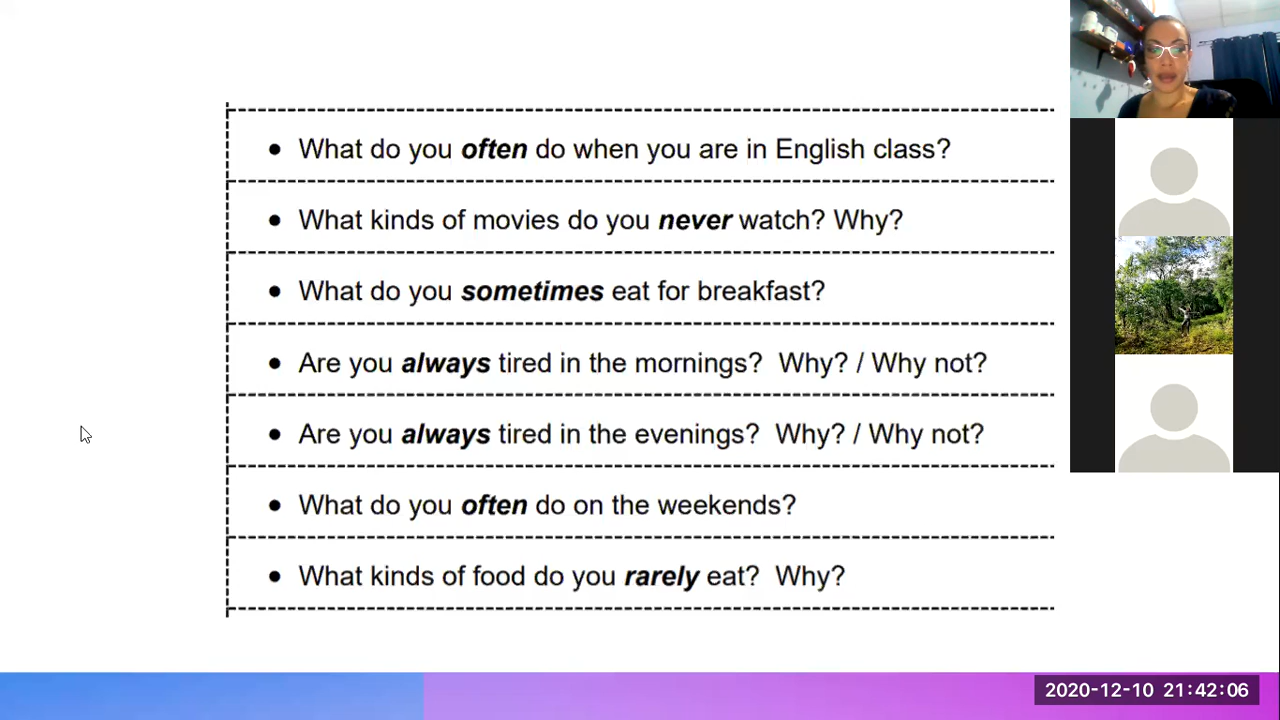 • What do you often do when you are in English class?
• What kinds of movies do you never watch? Why?
• What do you sometimes eat for breakfast?
• Are you always tired in the mornings?  Why? / Why not?
• Are you always tired in the evenings?  Why? / Why not?
• What do you often do on the weekends?
• What kinds of food do you rarely eat?  Why?
2020-12-10 21:42:06